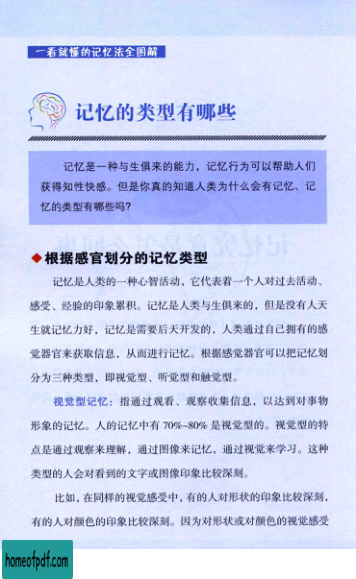 一看就懂的记忆法全图解
记忆的类型有哪些
记忆是一种与生俱来的能力，记忆行为可以帮助人们
获得知性快感。但是你真的知道人类为什么会有记忆、记
忆的类型有哪些吗？
◆根据感官划分的记忆类型
记忆是人类的一种心智活动，它代表着一个人对过去活动、
感受、经验的印象累积。记忆是人类与生俱来的，但是没有人天
生就记忆力好，记忆是需要后天开发的，人类通过自己拥有的感
觉器官来获取信息，从而进行记忆。根据感觉器官可以把记忆划
分为三种类型，即视觉型、听觉型和触觉型。
视觉型记忆：指通过观看、观察收集信息，以达到对事物
形象的记忆。人的记忆中有70%~80%是视觉型的。视觉型的特
点是通过观察来理解，通过图像来记忆，通过视觉来学习。这种
类型的人会对看到的文字或图像印象比较深刻。
比如，在同样的视觉感受中，有的人对形状的印象比较深刻，
有的人对颜色的印象比较深刻。因为对形状或对颜色的视觉感受
homeofpdf.com